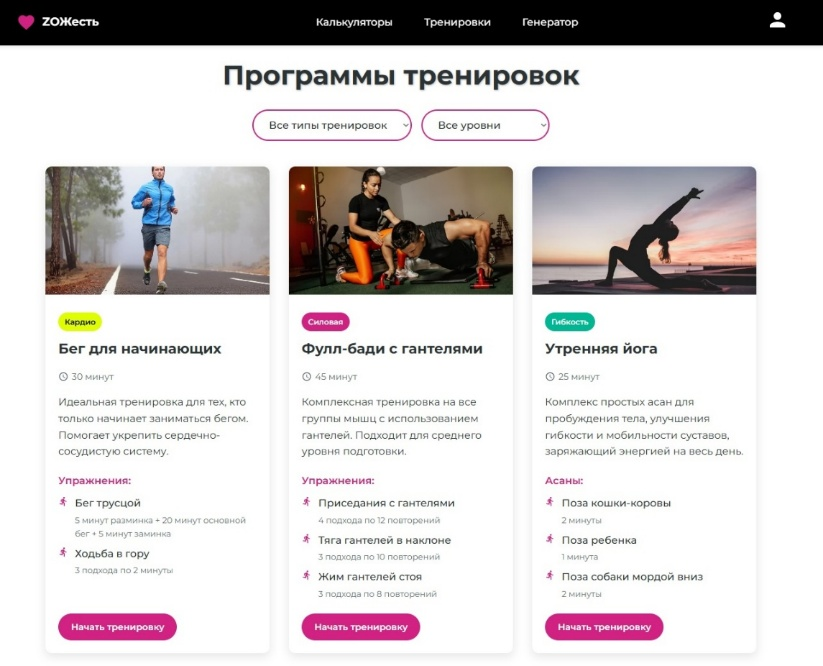 ZОЖесть
Калькуляторы Тренировки Генератор
Программы тренировок
Все типы тренировок Все уровни
Кардио
Бег для начинающих
30 минут
Идеальная тренировка для тех, кто
только начинает заниматься бегом.
Помогает укрепить сердечно-
сосудистую систему.
Упражнения:
Бег трусцой
5 минут разминка + 20 минут основной
бег + 5 минут заминка
Ходьба в гору
3 подхода по 2 минуты
Начать тренировку
Силовая
Фулл-бади с гантелями
45 минут
Комплексная тренировка на все
группы мышц с использованием
гантелей. Подходит для среднего
уровня подготовки.
Упражнения:
Приседания с гантелями
4 подхода по 12 повторений
Тяга гантелей в наклоне
3 подхода по 10 повторений
Жим гантелей стоя
3 подхода по 8 повторений
Начать тренировку
Гибкость
Утренняя йога
25 минут
Комплекс простых асан для
пробуждения тела, улучшения
гибкости и мобильности суставов,
заряжающий энергией на весь день.
Асаны:
Поза кошки-коровы
2 минуты
Поза ребенка
1 минута
Поза собаки мордой вниз
2 минуты
Начать тренировку